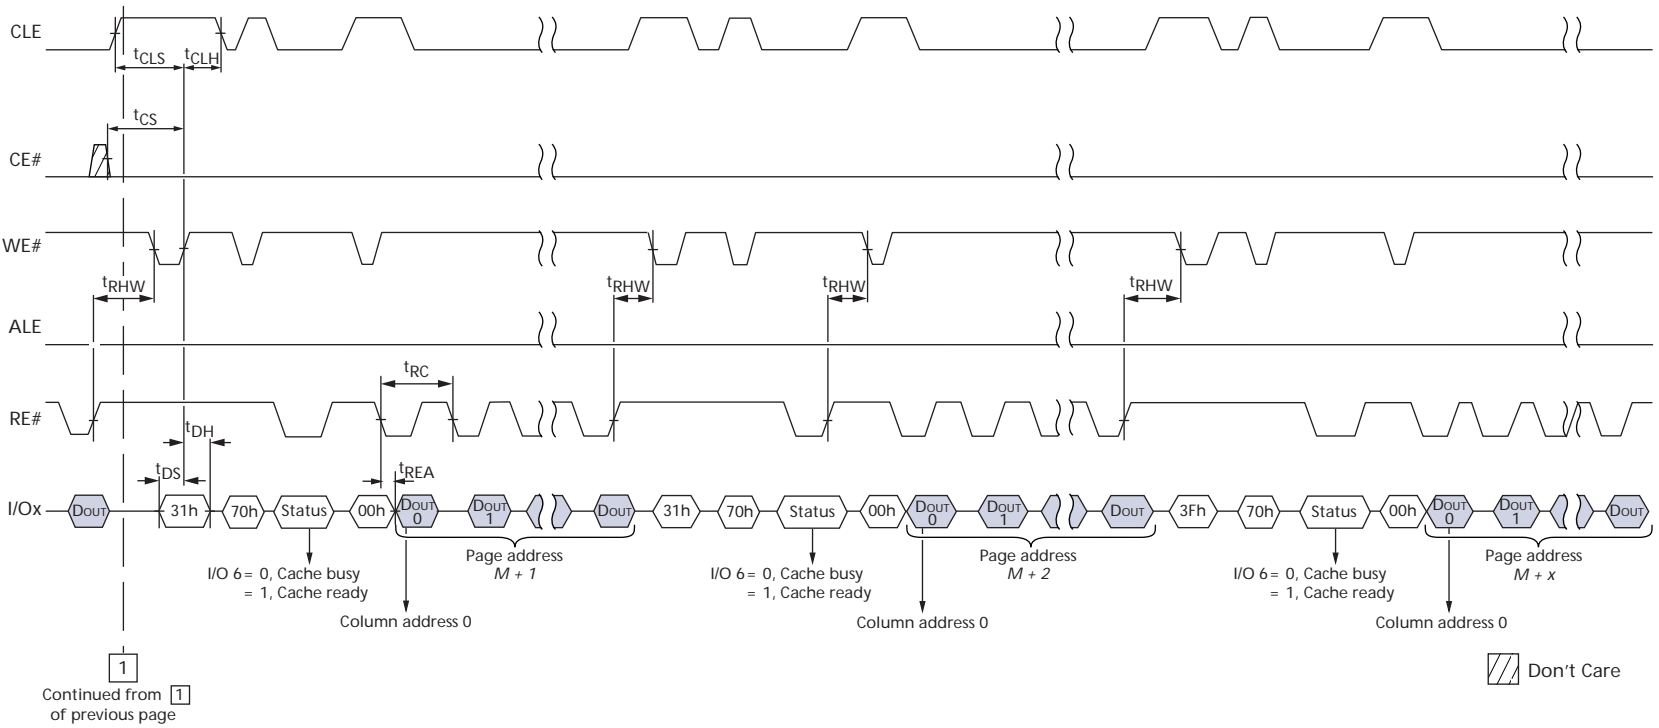 CLE
tCLS tCLH
tCS
CE#
WE#
tRHW tRHW tRHW tRHW
ALE
tRC
RE#
tDH
tDS tREA
I/Ox DOUT 31h 70h Status 00h DOUT 0 DOUT 1 DOUT 31h 70h Status 00h DOUT 0 DOUT 1 DOUT 3Fh 70h Status 00h DOUT 0 DOUT 1 DOUT
Page address Page address Page address
M + 1 M + 2 M + x
I/O 6 = 0, Cache busy I/O 6 = 0, Cache busy I/O 6 = 0, Cache busy
= 1, Cache ready = 1, Cache ready = 1, Cache ready
Column address 0 Column address 0 Column address 0
1
Don't Care
Continued from 1
of previous page